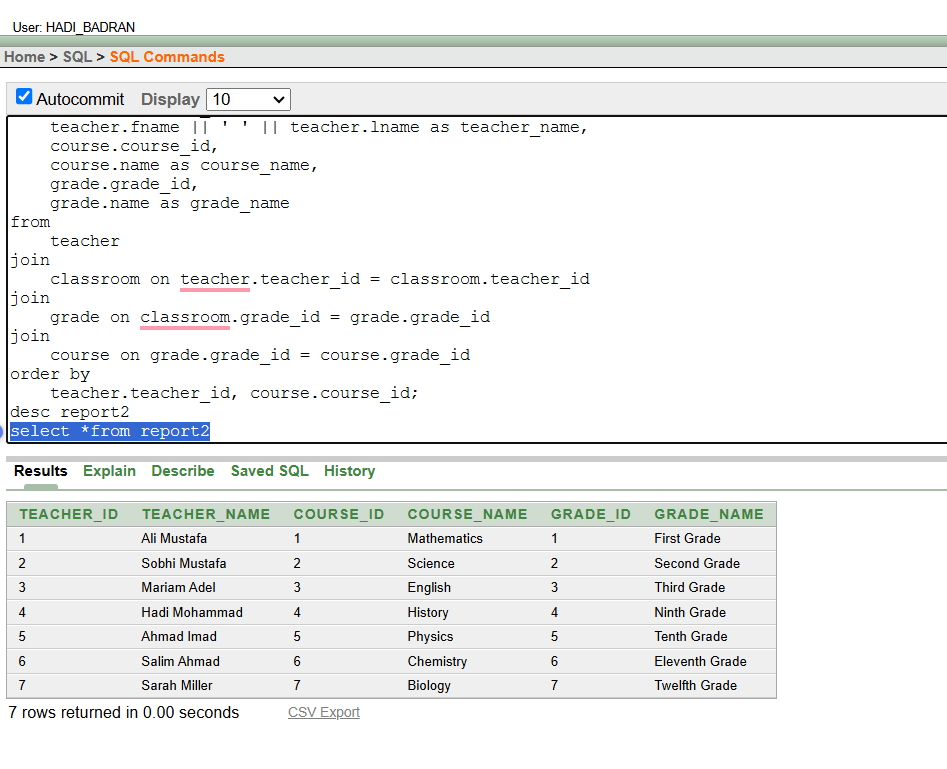 User: HADI_BADRAN
Home > SQL > SQL Commands
Autocommit Display 10
teacher.fname || ' ' || teacher.lname as teacher_name,
course.course_id,
course.name as course_name,
grade.grade_id,
grade.name as grade_name
from
teacher
join
classroom on teacher.teacher_id = classroom.teacher_id
join
grade on classroom.grade_id = grade.grade_id
join
course on grade.grade_id = course.grade_id
order by
teacher.teacher_id, course.course_id;
desc report2
select *from report2
Results Explain Describe Saved SQL History
TEACHER_ID TEACHER_NAME COURSE_ID COURSE_NAME GRADE_ID GRADE_NAME
1 Ali Mustafa 1 Mathematics 1 First Grade
2 Sobhi Mustafa 2 Science 2 Second Grade
3 Mariam Adel 3 English 3 Third Grade
4 Hadi Mohammad 4 History 4 Ninth Grade
5 Ahmad Imad 5 Physics 5 Tenth Grade
6 Salim Ahmad 6 Chemistry 6 Eleventh Grade
7 Sarah Miller 7 Biology 7 Twelfth Grade
7 rows returned in 0.00 seconds CSV Export